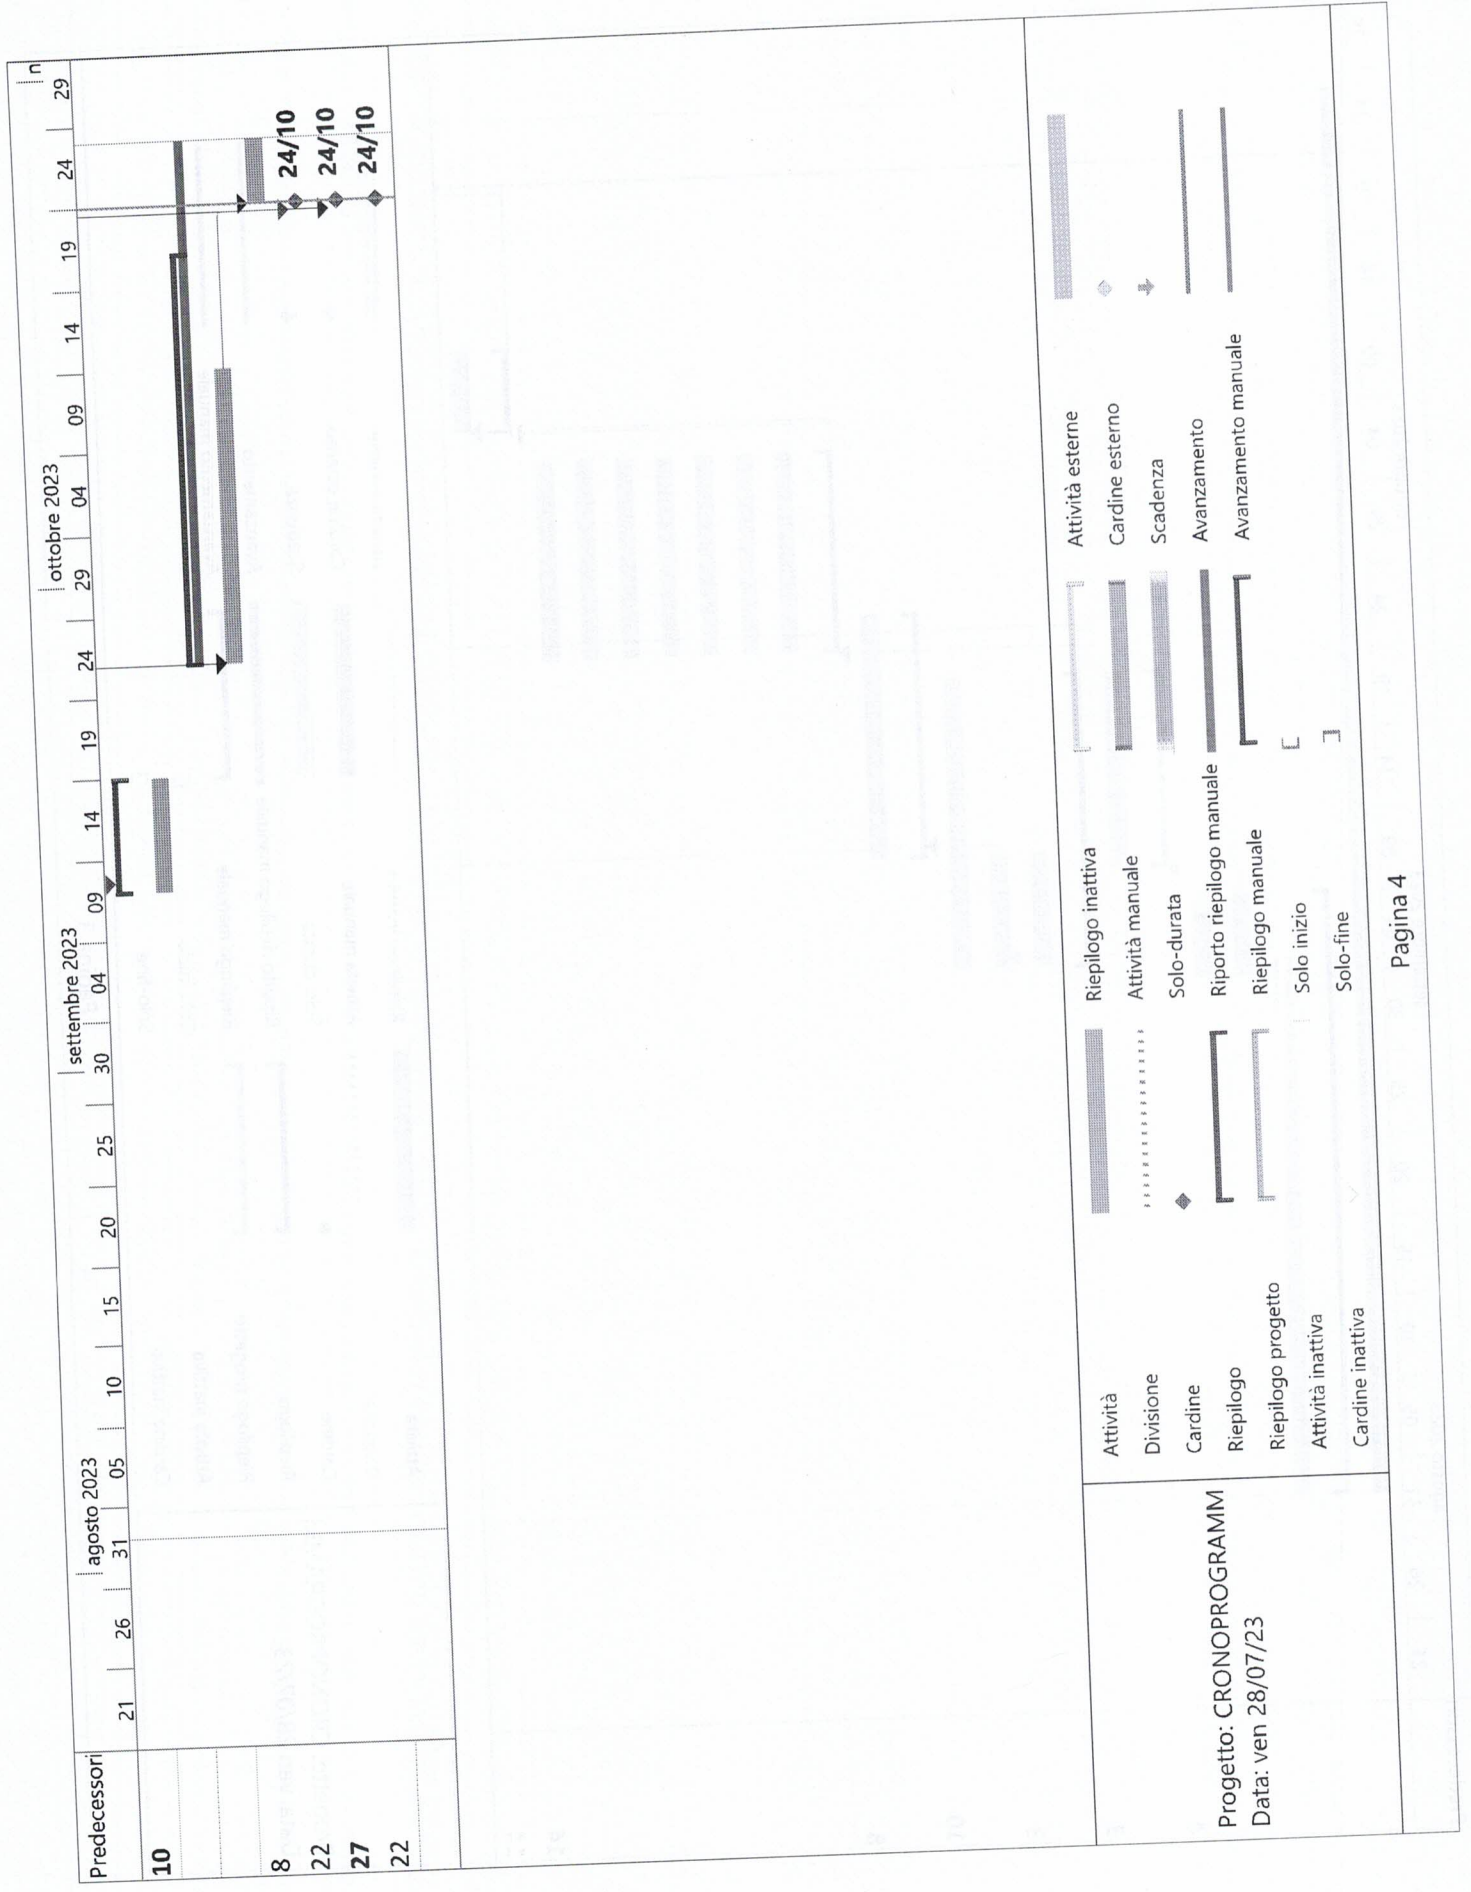 Predecessori
agosto 2023 settembre 2023 ottobre 2023 n
21 26 31 05 10 15 20 25 30 04 09 14 19 24 29 04 09 14 19 24 29
10
8
22 24/10
27 24/10
22 24/10
Progetto: CRONOPROGRAMM
Data: ven 28/07/23
Attività
Divisione
Cardine
Riepilogo
Riepilogo progetto
Attività inattiva
Cardine inattiva
Riepilogo inattiva
Attività manuale
Solo-durata
Riporto riepilogo manuale
Riepilogo manuale
Solo inizio
Solo-fine
Attività esterne
Cardine esterno
Scadenza
Avanzamento
Avanzamento manuale
Pagina 4